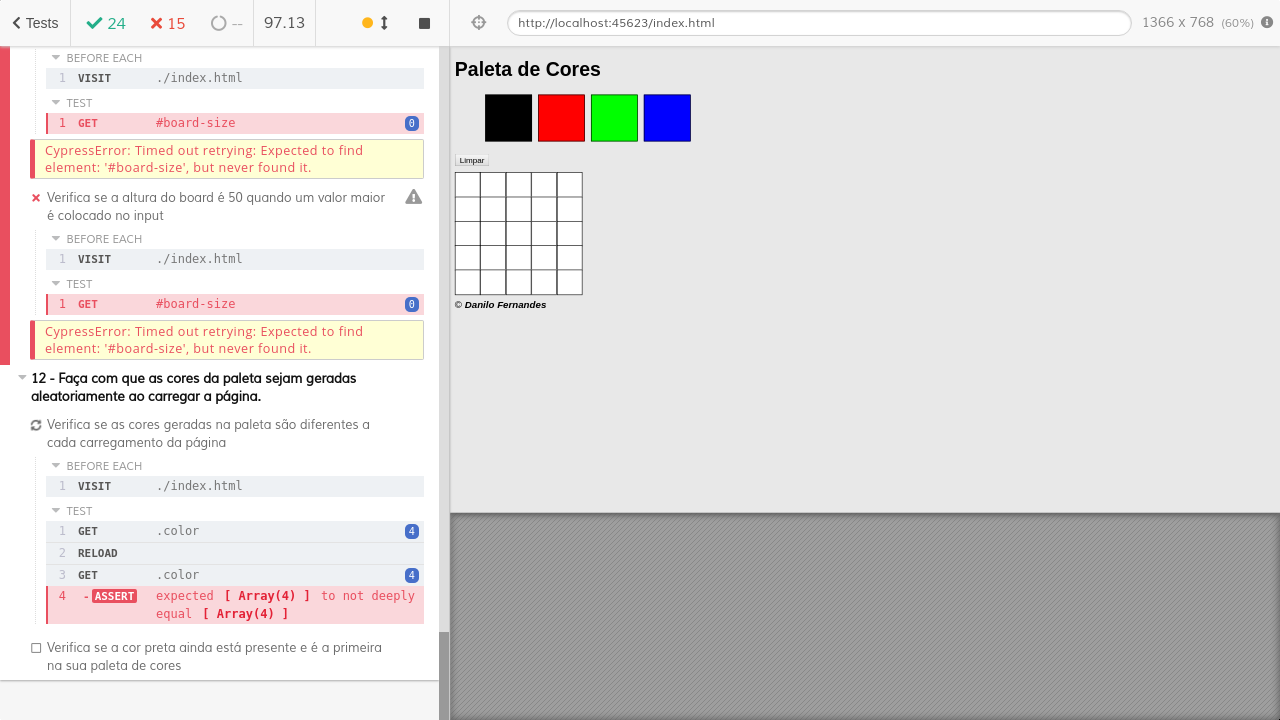 Tests
24
15
--
97.13
http://localhost:45623/index.html
1366 x 768 (60%)
BEFORE EACH
1 VISIT ./index.html
TEST
1 GET #board-size 0
CypressError: Timed out retrying: Expected to find
element: '#board-size', but never found it.
Verifica se a altura do board é 50 quando um valor maior
é colocado no input
BEFORE EACH
1 VISIT ./index.html
TEST
1 GET #board-size 0
CypressError: Timed out retrying: Expected to find
element: '#board-size', but never found it.
12 - Faça com que as cores da paleta sejam geradas
aleatoriamente ao carregar a página.
Verifica se as cores geradas na paleta são diferentes a
cada carregamento da página
BEFORE EACH
1 VISIT ./index.html
TEST
1 GET .color 4
2 RELOAD
3 GET .color 4
4 -ASSERT expected [ Array(4) ] to not deeply
equal [ Array(4) ]
Verifica se a cor preta ainda está presente e é a primeira
na sua paleta de cores
Paleta de Cores
Limpar
© Danilo Fernandes